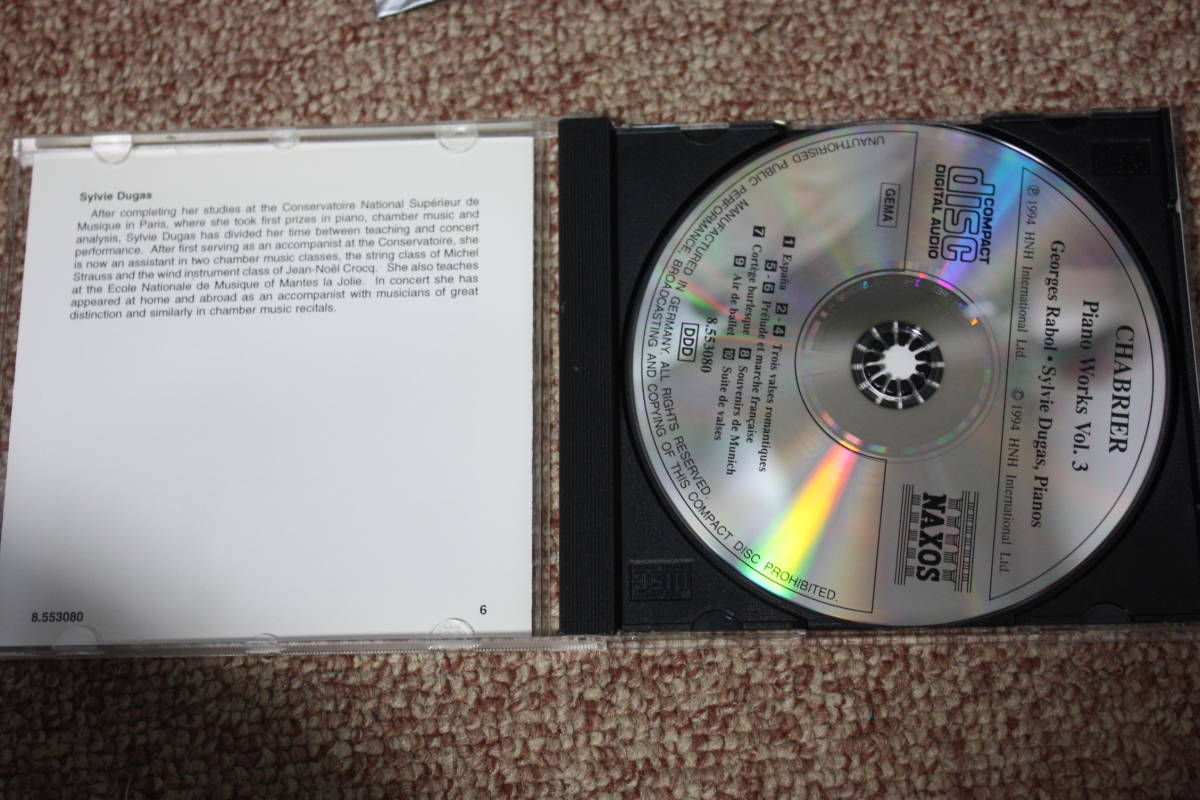 Sylvie Dugas
After completing her studies at the Conservatoire National Supérieur de
Musique in Paris, where she took first prizes in piano, chamber music and
analysis, Sylvie Dugas has divided her time between teaching and concert
performance. After first serving as an accompanist at the Conservatoire, she
is now an assistant in two chamber music classes, the string class of Michel
Strauss and the wind instrument class of Jean-Noël Crocq. She also teaches
at the Ecole Nationale de Musique of Mantes la Jolie. In concert she has
appeared at home and abroad as an accompanist with musicians of great
distinction and similarly in chamber music recitals.
8.553080
6
CHABRIER
Piano Works Vol. 3
Georges Rabol • Sylvie Dugas, Pianos
℗ 1994 HNH International Ltd. © 1994 HNH International Ltd.
COMPACT
disc
DIGITAL AUDIO
NAXOS
GEMA
1 España 2 - 4 Trois valses romantiques
5 - 6 Prélude et marche française
7 Cortège burlesque 8 Souvenirs de Munich
9 Air de ballet 10 Suite de valses
8.553080
DDD
MANUFACTURED IN GERMANY. ALL RIGHTS RESERVED.
UNAUTHORISED PUBLIC PERFORMANCE, BROADCASTING AND COPYING OF THIS COMPACT DISC PROHIBITED.
disc